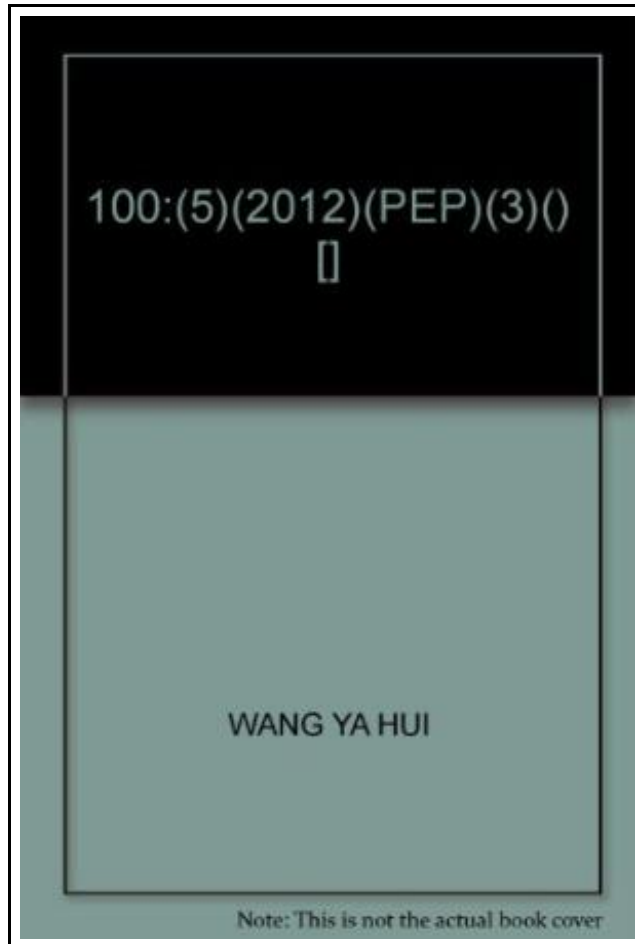 100:(5)(2012)(PEP)(3)()
[]
WANG YA HUI
Note: This is not the actual book cover